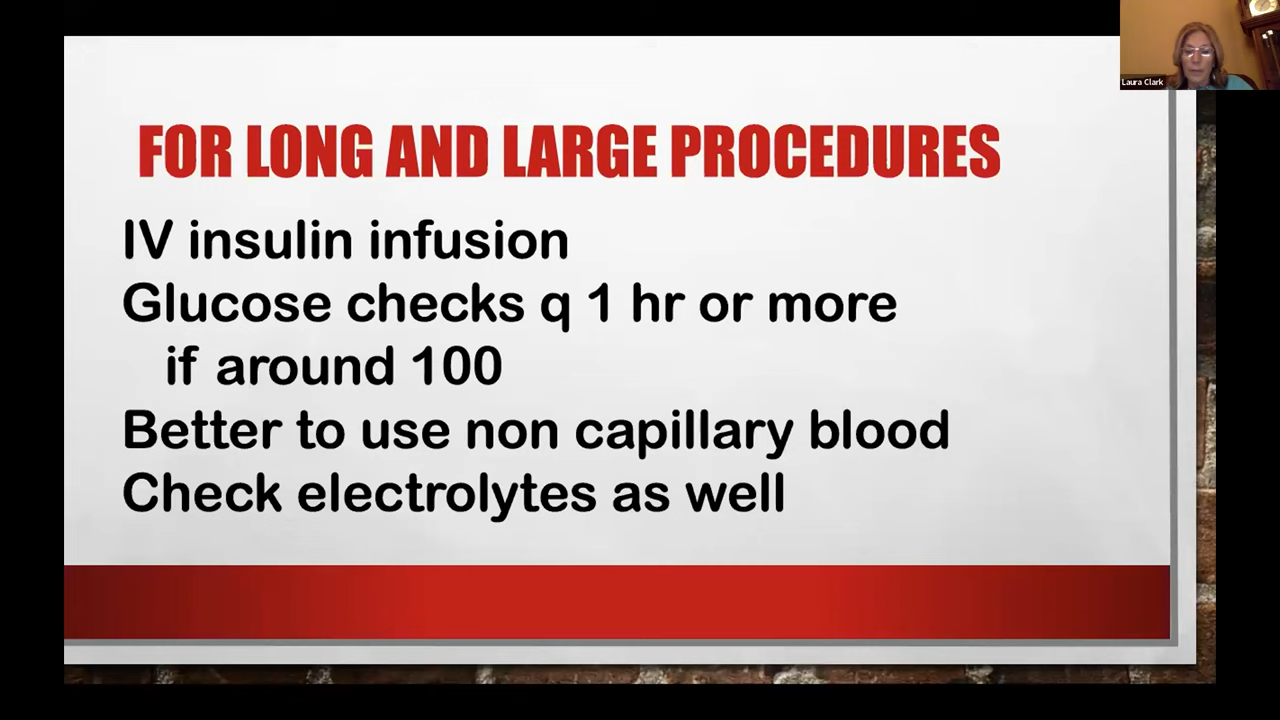 Laura Clark
FOR LONG AND LARGE PROCEDURES
IV insulin infusion
Glucose checks q 1 hr or more
if around 100
Better to use non capillary blood
Check electrolytes as well